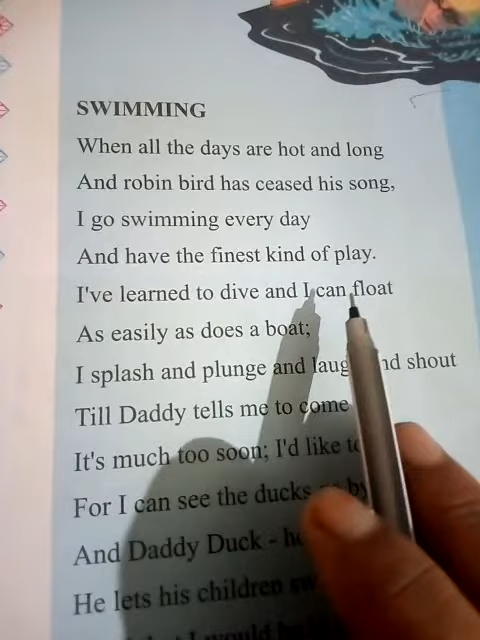 SWIMMING
When all the days are hot and long
And robin bird has ceased his song,
I go swimming every day
And have the finest kind of play.
I've learned to dive and I can float
As easily as does a boat;
I splash and plunge and laugh and shout
Till Daddy tells me to come
It's much too soon; I'd like to
For I can see the ducks by
And Daddy Duck -
He lets his children
I would